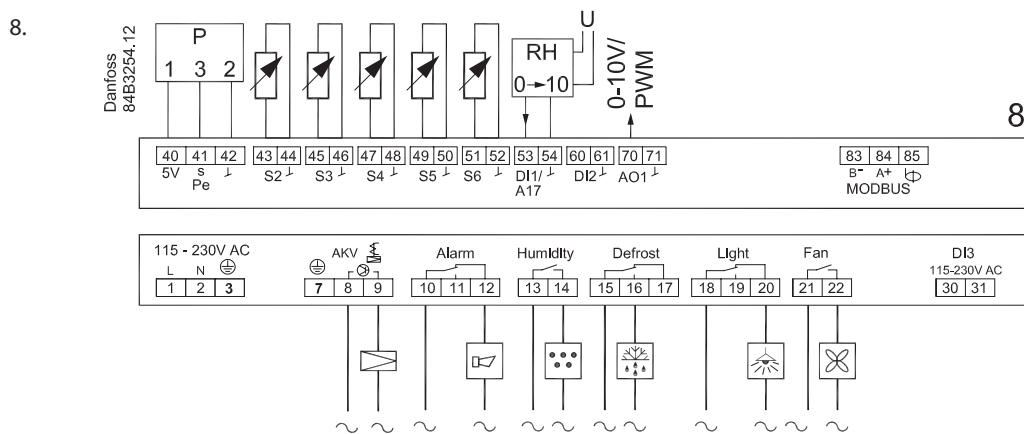 8.
Danfoss
84B3254.12
P
1 3 2
RH
0→10
U
0-10V/
PWM
8
40 41 42 43 44 45 46 47 48 49 50 51 52 53 54 60 61 70 71 83 84 85
5V s S2 S3 S4 S5 S6 DI1/ DI2 AO1 B- A+
Pe A17 MODBUS
115 - 230V AC AKV Alarm Humidity Defrost Light Fan DI3
L N 115-230V AC
1 2 3 7 8 9 10 11 12 13 14 15 16 17 18 19 20 21 22 30 31